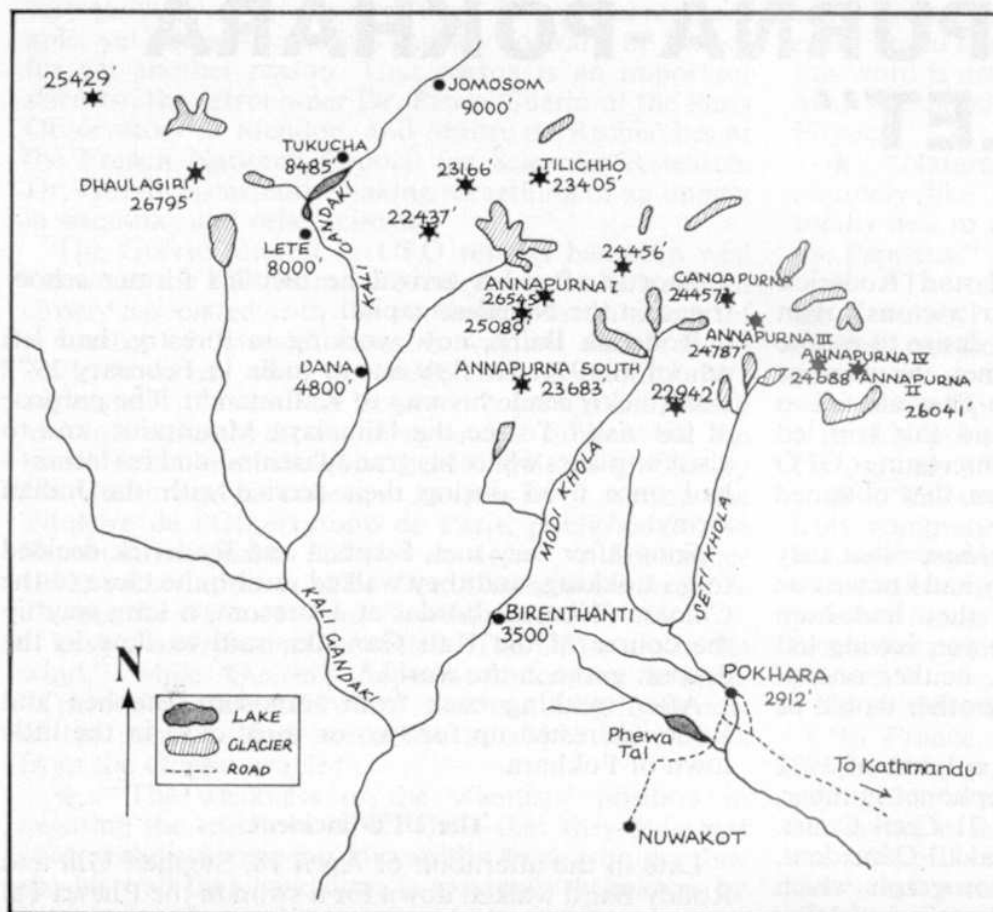 25429'
JOMOSOM
9000'
TUKUCHA
8485'
DHAULAGIRI
26795'
23166
TILICHHO
23405'
22437
LETE
8000'
KALI GANDAKI
24456'
ANNAPURNA I
26545'
25089'
GANGAPURNA
24457'
ANNAPURNA III
24787'
ANNAPURNA IV
24688'
ANNAPURNA
II
26041'
DANA
4800'
ANNAPURNA SOUTH
23683'
22942'
MODI KHOLA
SETI KHOLA
BIRENTHANTI
3500'
KALI GANDAKI
POKHARA
2912'
Phewa
Tal
To Kathmandu
NUWAKOT
N
LAKE
GLACIER
ROAD